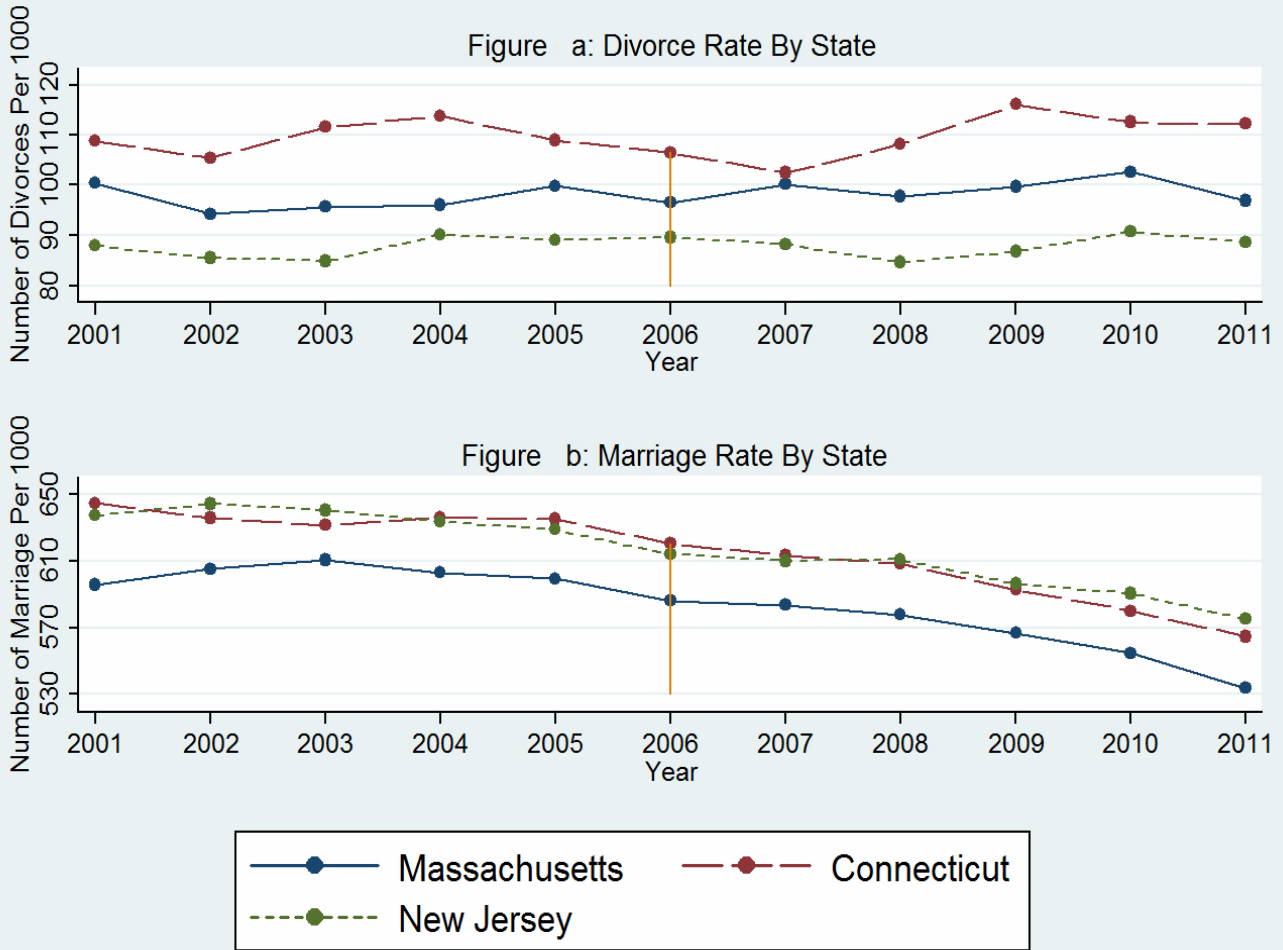 Figure a: Divorce Rate By State
Number of Divorces Per 1000
120
110
100
90
80
2001 2002 2003 2004 2005 2006 2007 2008 2009 2010 2011
Year
Figure b: Marriage Rate By State
Number of Marriage Per 1000
650
610
570
530
2001 2002 2003 2004 2005 2006 2007 2008 2009 2010 2011
Year
Massachusetts Connecticut
New Jersey